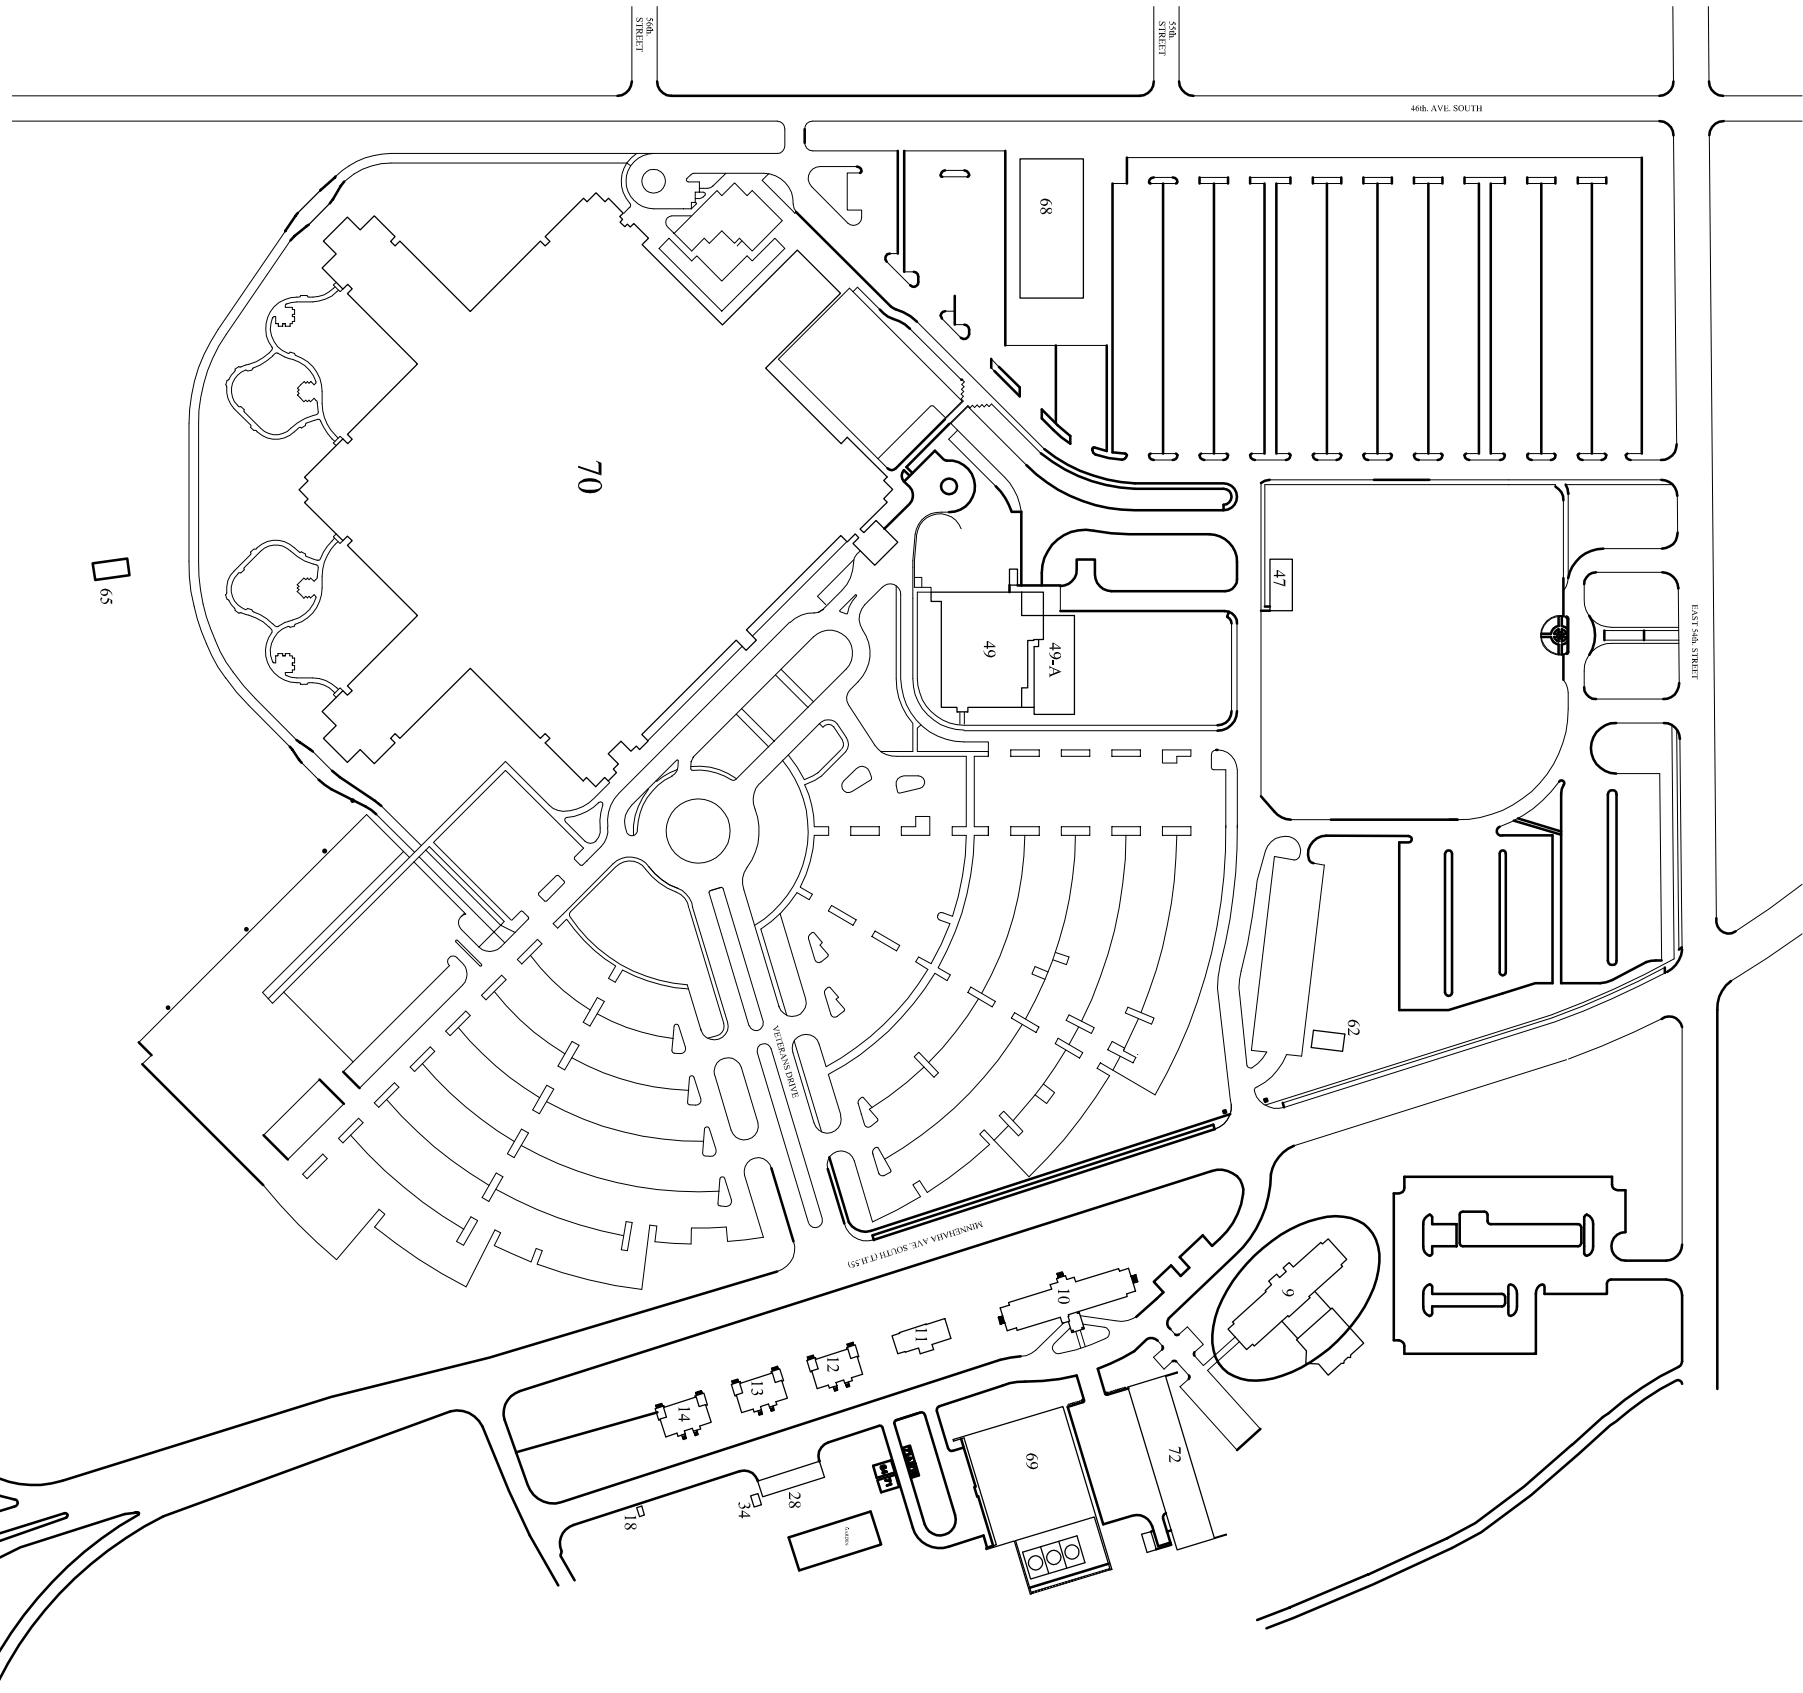 56th.
STREET
55th.
STREET
46th. AVE. SOUTH
68
70
65
47
49
49-A
EAST 54th. STREET
62
VETERANS DRIVE
MINNEHAHA AVE. SOUTH (T.H.55)
9
10
11
12
13
14
69
72
28
34
18
GARDEN